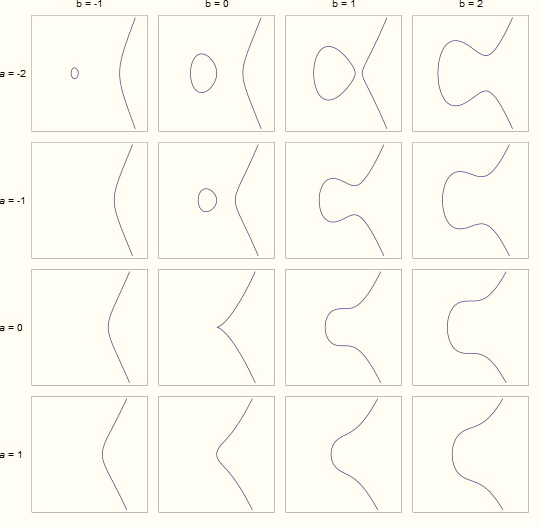 b = -1 b = 0 b = 1 b = 2
a = -2
a = -1
a = 0
a = 1